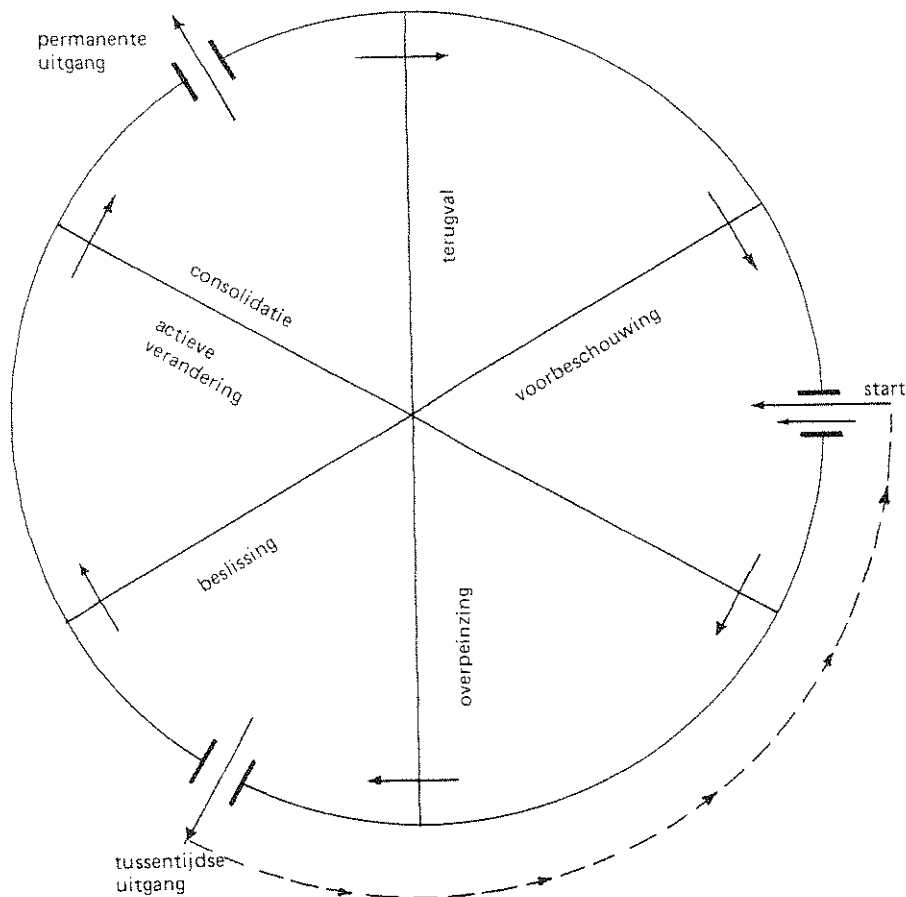 permanente
uitgang
terugval
consolidatie
actieve
verandering
voorbeschouwing
start
beslissing
overpeinzing
tussentijdse
uitgang